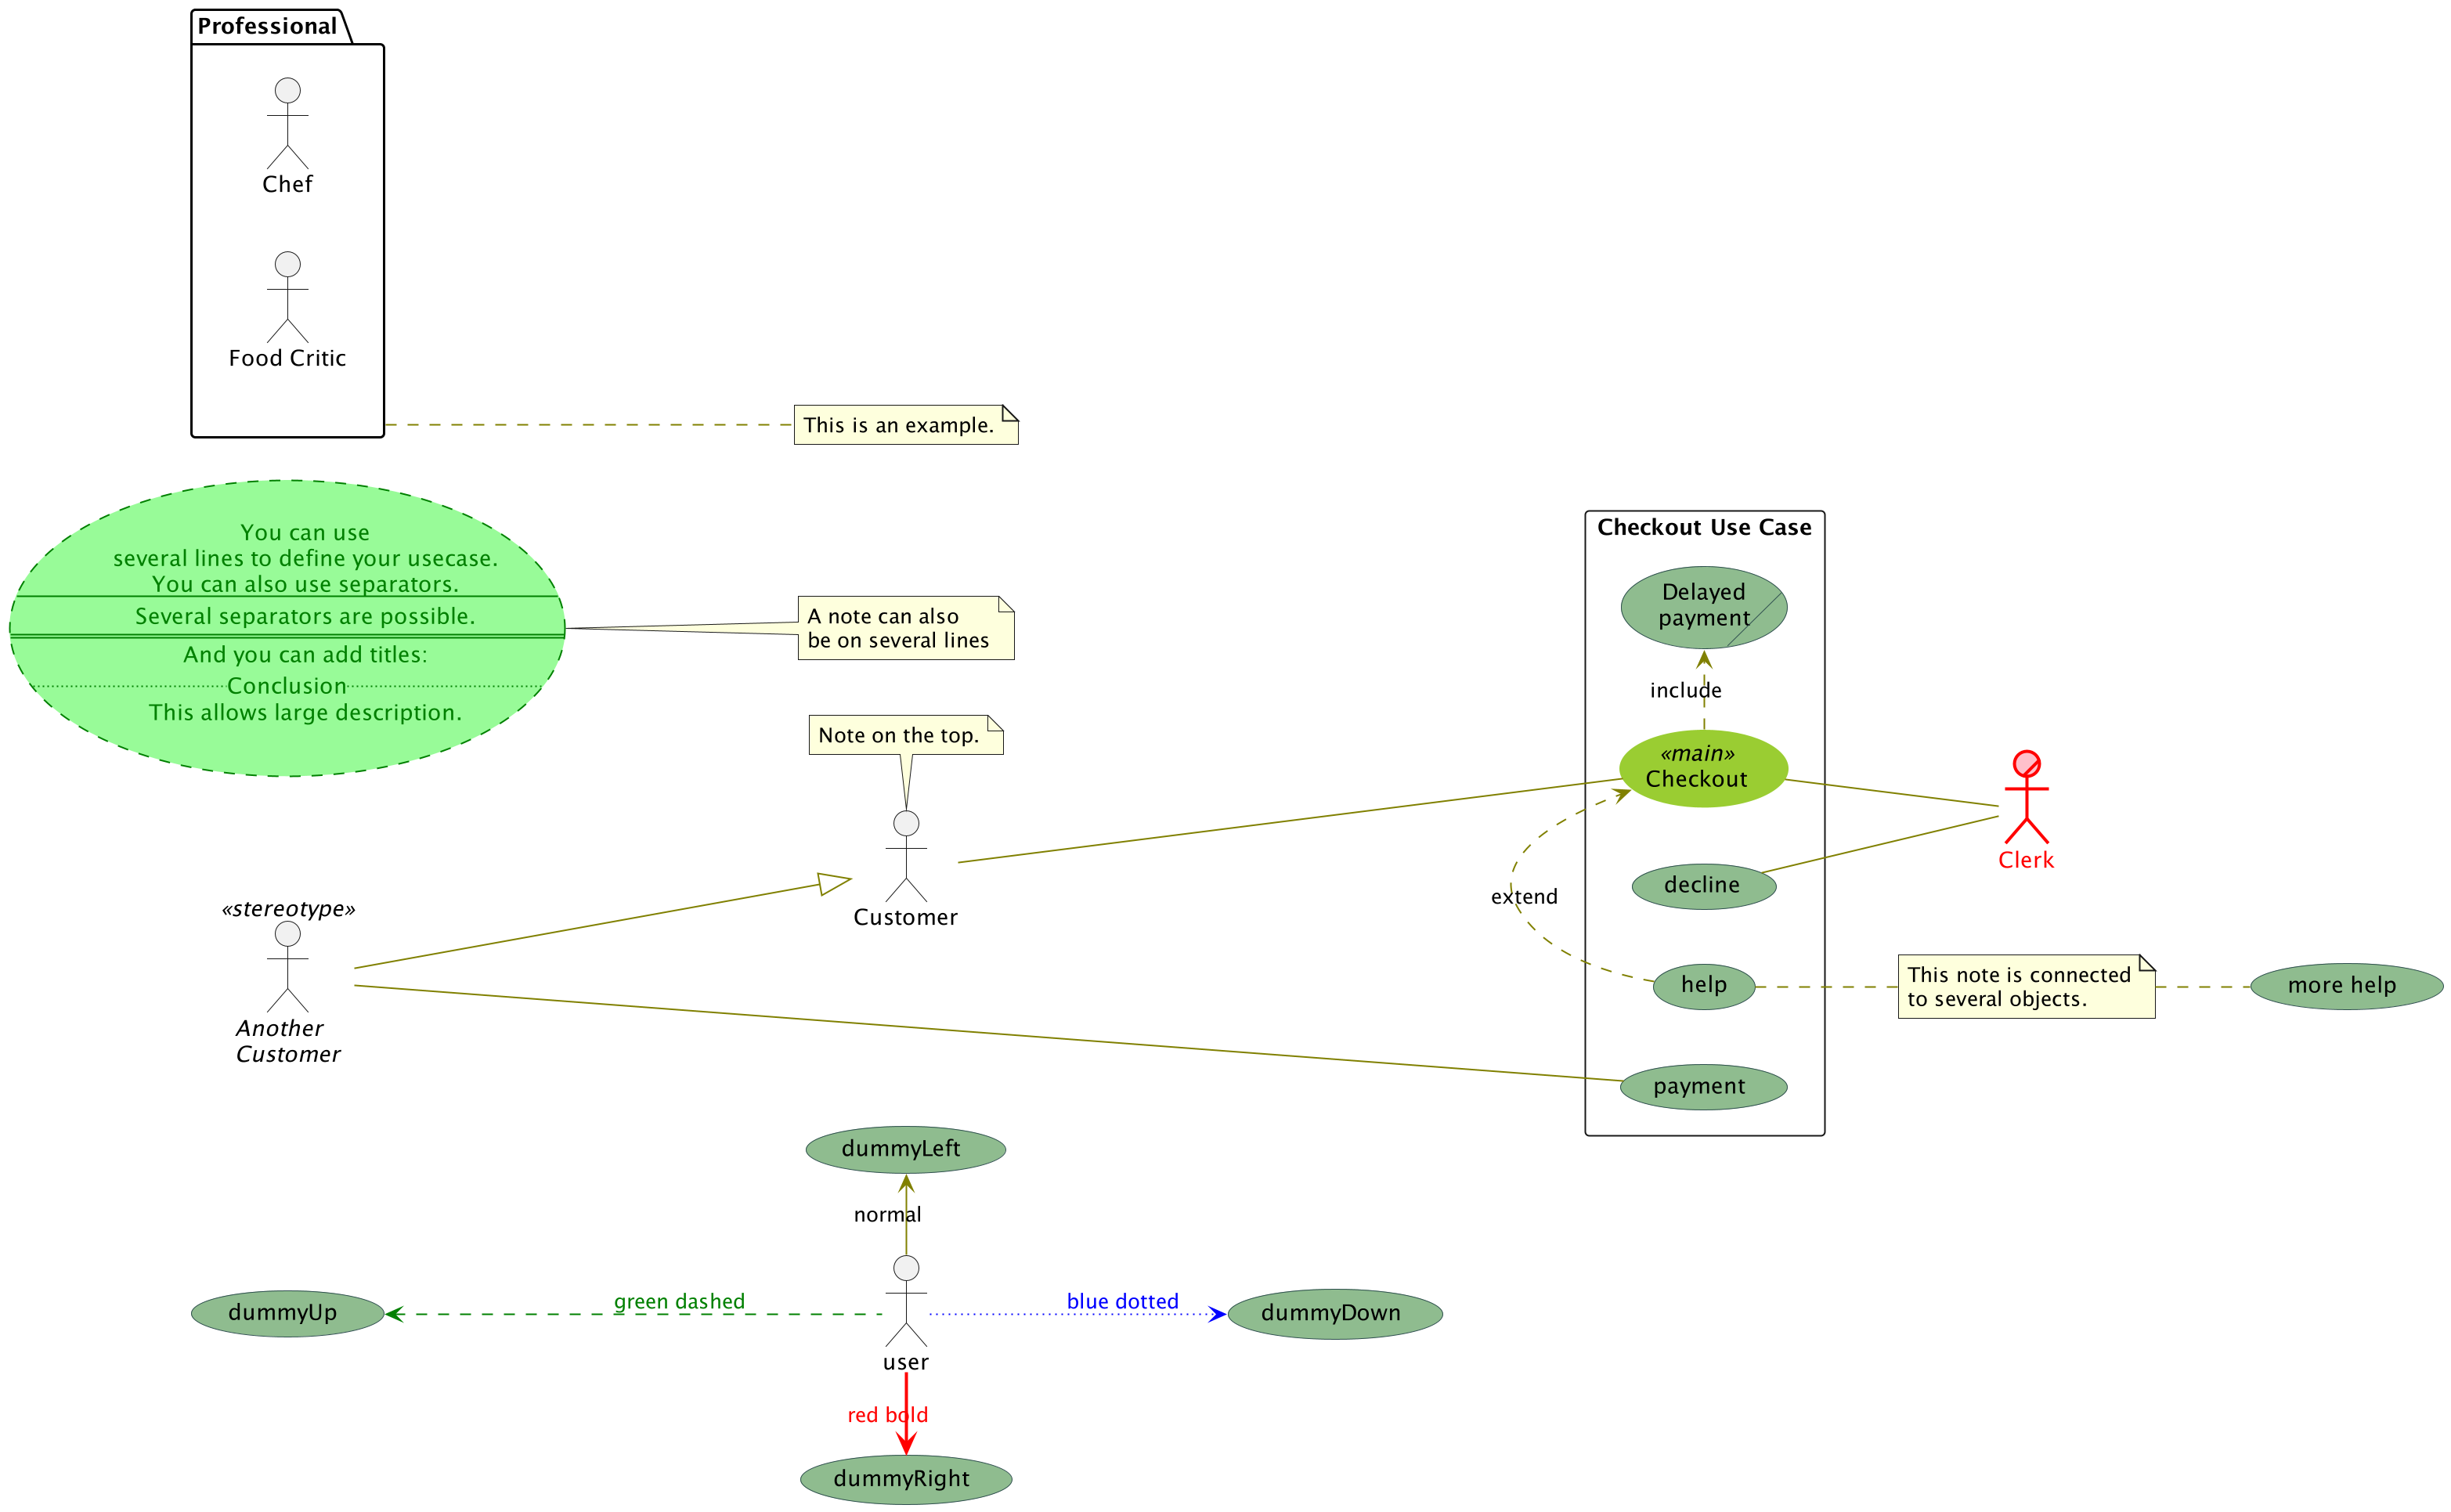 Professional
Chef
Food Critic
This is an example.
You can use
several lines to define your usecase.
You can also use separators.
Several separators are possible.
And you can add titles:
Conclusion
This allows large description.
A note can also
be on several lines
Note on the top.
Customer
«stereotype»
Another
Customer
Checkout Use Case
Delayed
payment
include
«main»
Checkout
extend
decline
help
payment
Clerk
This note is connected
to several objects.
more help
dummyLeft
normal
dummyUp
green dashed
user
blue dotted
dummyDown
red bold
dummyRight